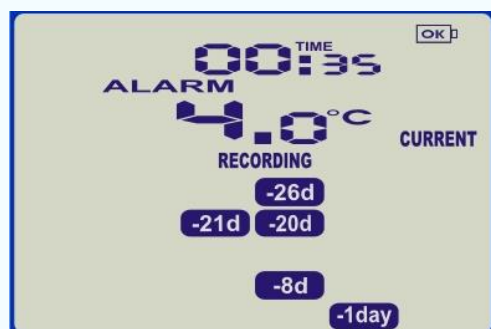 OK
TIME
00:35
ALARM
4.0°C
CURRENT
RECORDING
-26d
-21d -20d
-8d
-1day